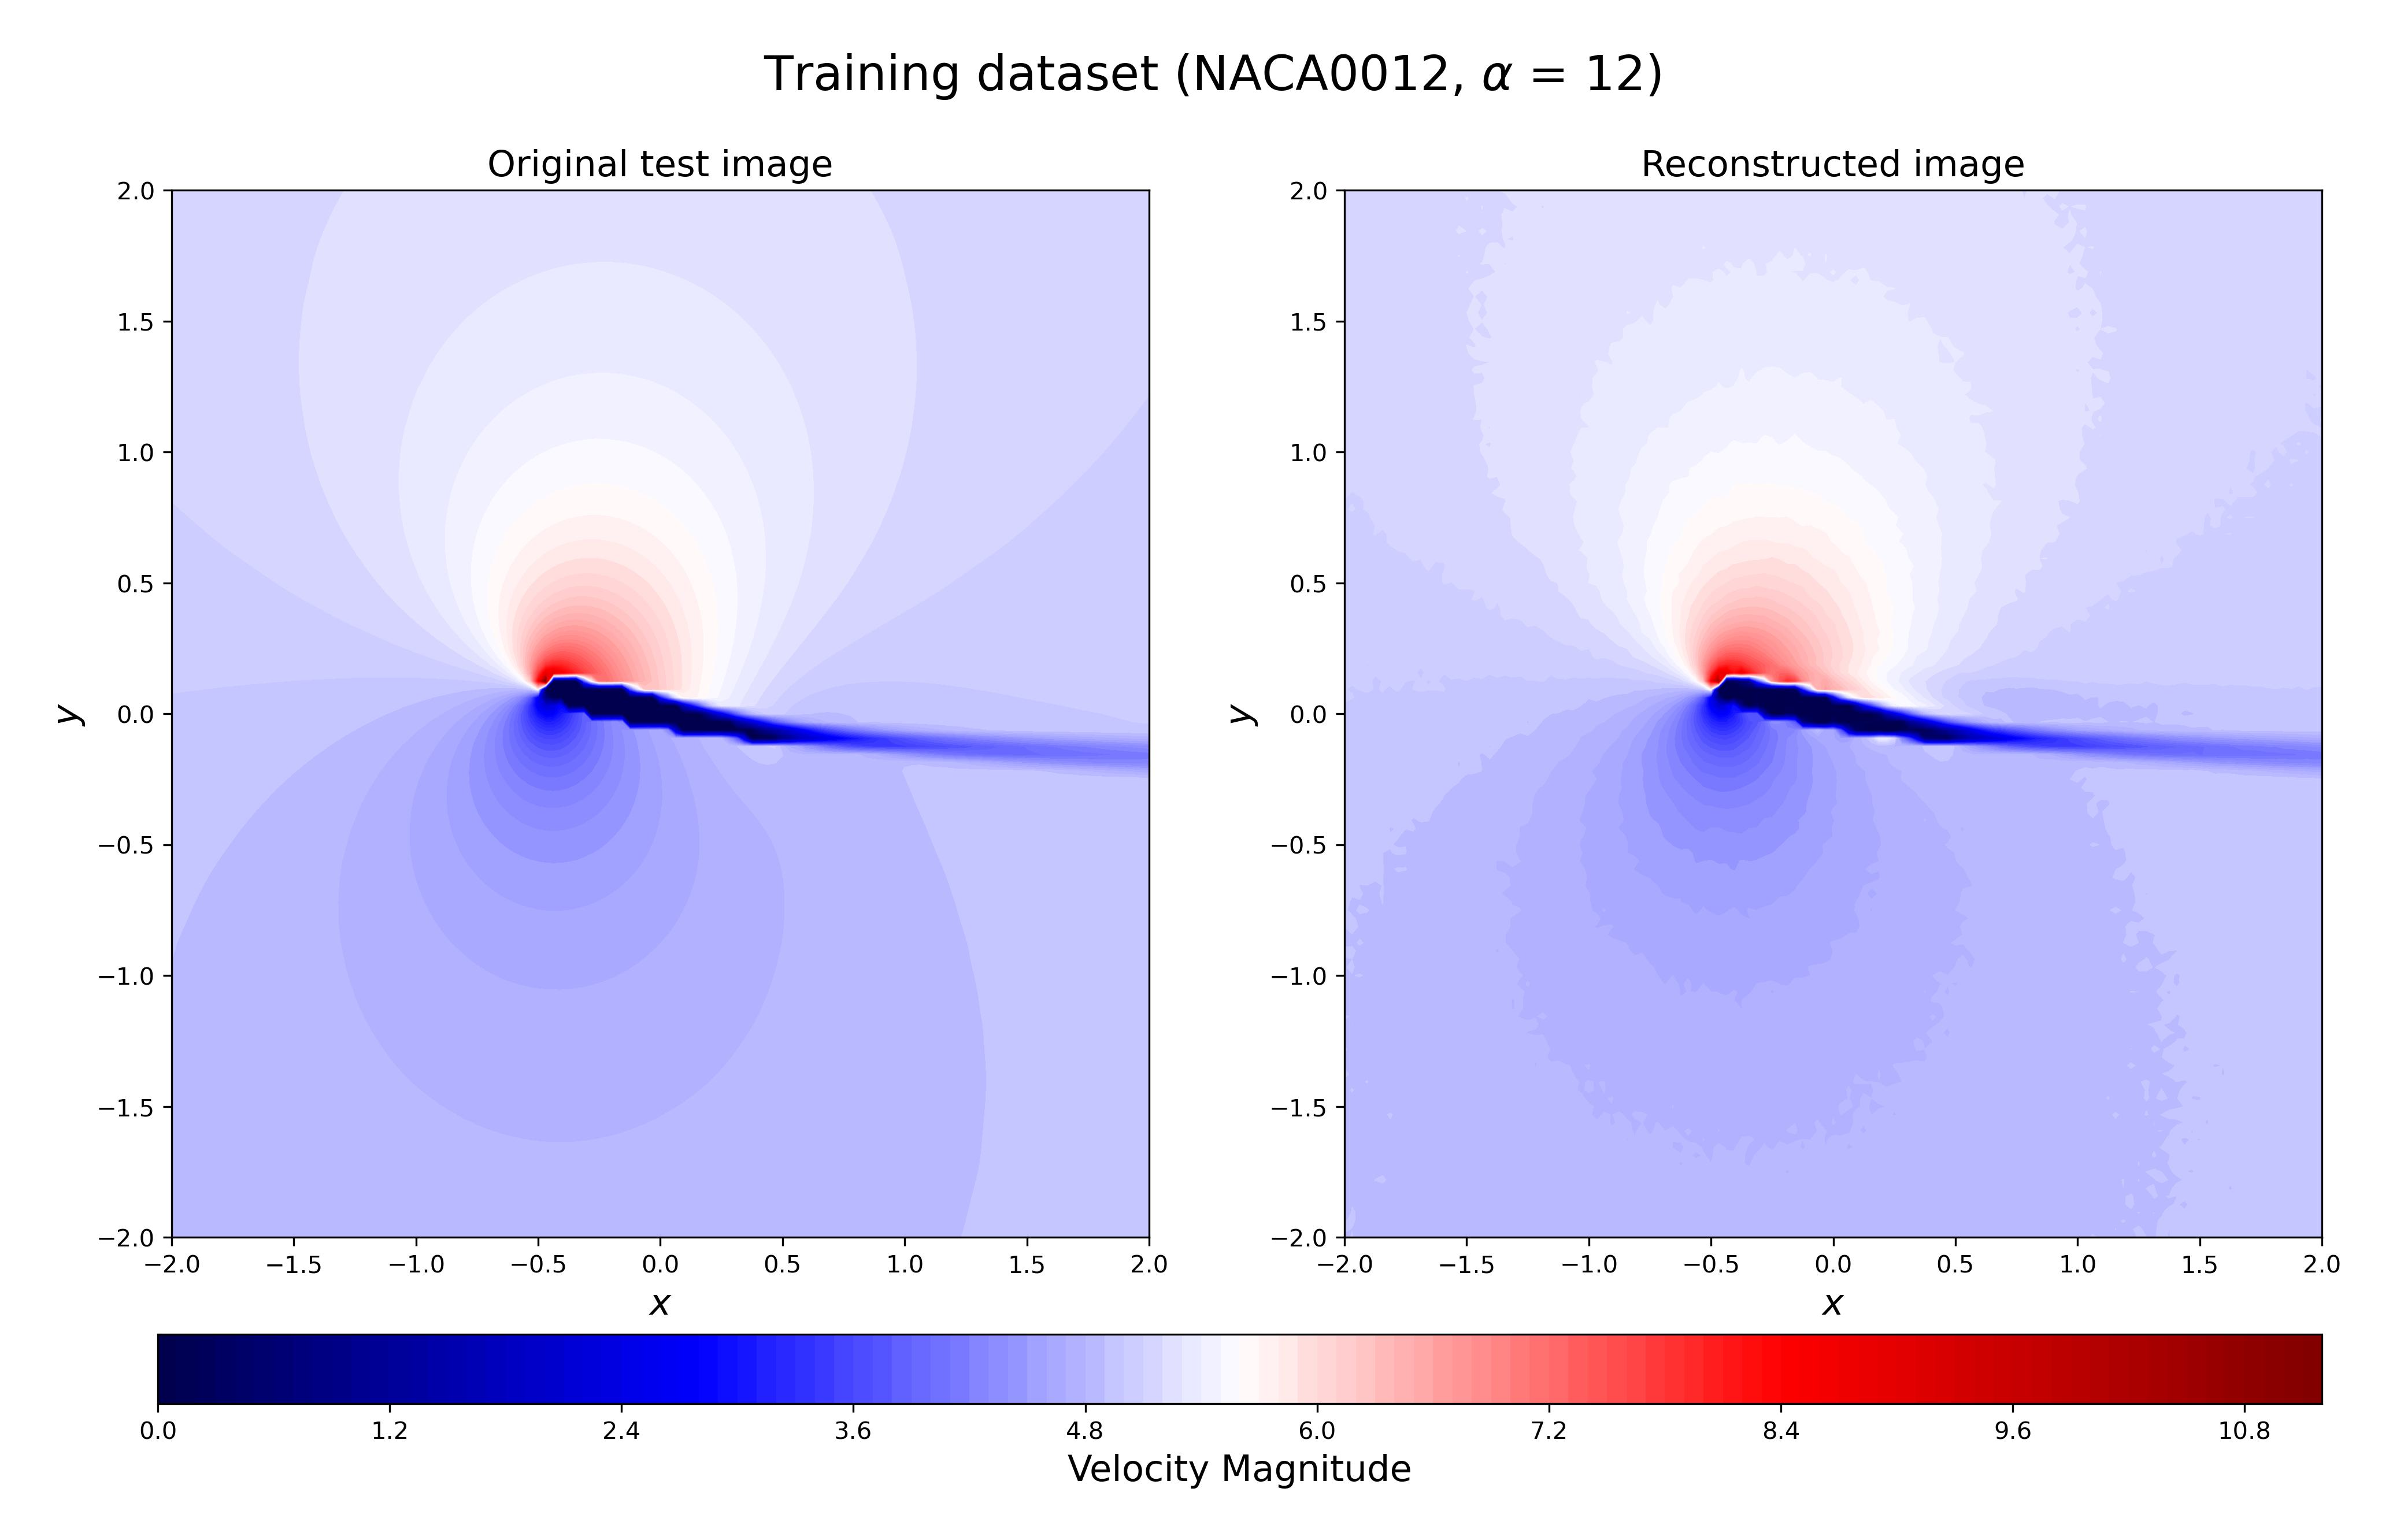 Training dataset (NACA0012, α = 12)
Original test image
Reconstructed image
2.0
1.5
1.0
0.5
0.0
−0.5
−1.0
−1.5
−2.0
y
−2.0 −1.5 −1.0 −0.5 0.0 0.5 1.0 1.5 2.0
x
2.0
1.5
1.0
0.5
0.0
−0.5
−1.0
−1.5
−2.0
y
−2.0 −1.5 −1.0 −0.5 0.0 0.5 1.0 1.5 2.0
x
0.0 1.2 2.4 3.6 4.8 6.0 7.2 8.4 9.6 10.8
Velocity Magnitude